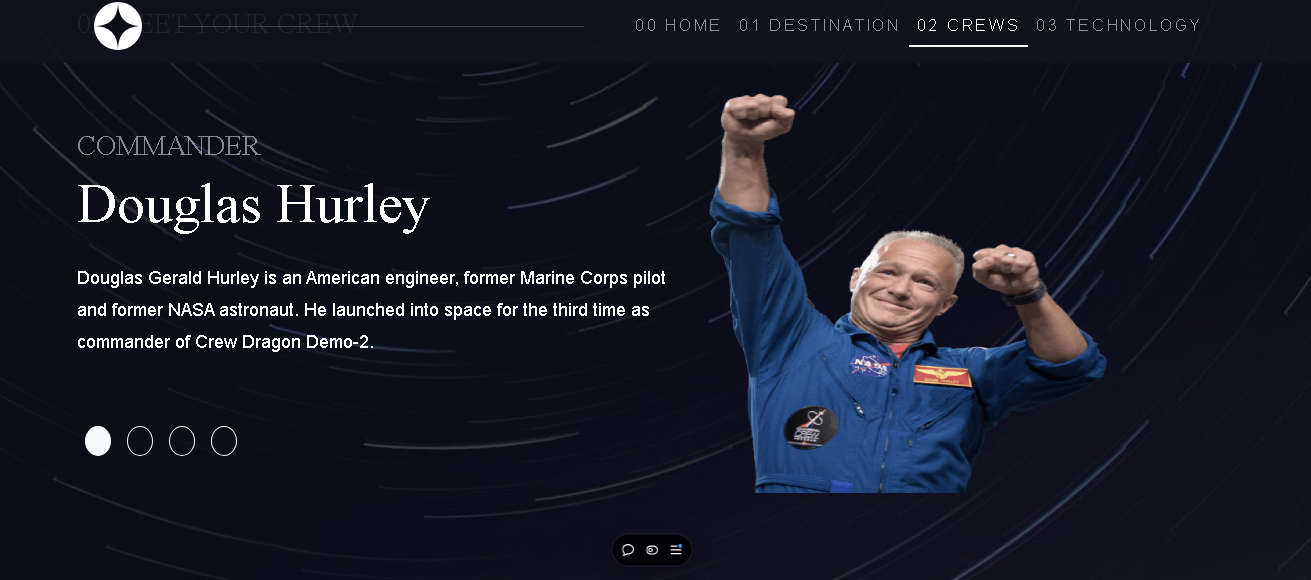 MEET YOUR CREW
00 HOME 01 DESTINATION 02 CREWS 03 TECHNOLOGY
COMMANDER
Douglas Hurley
Douglas Gerald Hurley is an American engineer, former Marine Corps pilot
and former NASA astronaut. He launched into space for the third time as
commander of Crew Dragon Demo-2.
NASA